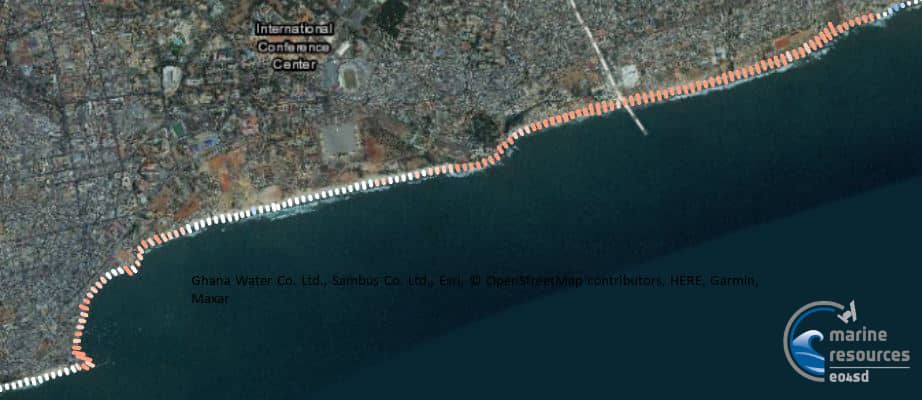 International
Conference
Center
Ghana Water Co. Ltd., Sambus Co. Ltd., Esri, © OpenStreetMap contributors, HERE, Garmin,
Maxar
marine
resources
eo4sd